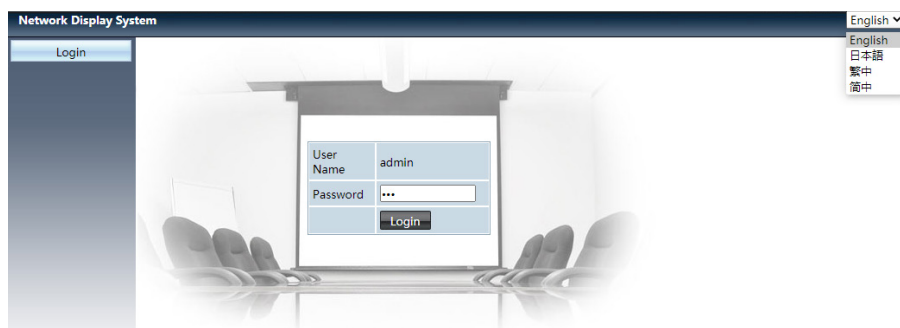 Network Display System
English
English
日本語
繁中
简中
Login
User
Name
admin
Password
•••
Login